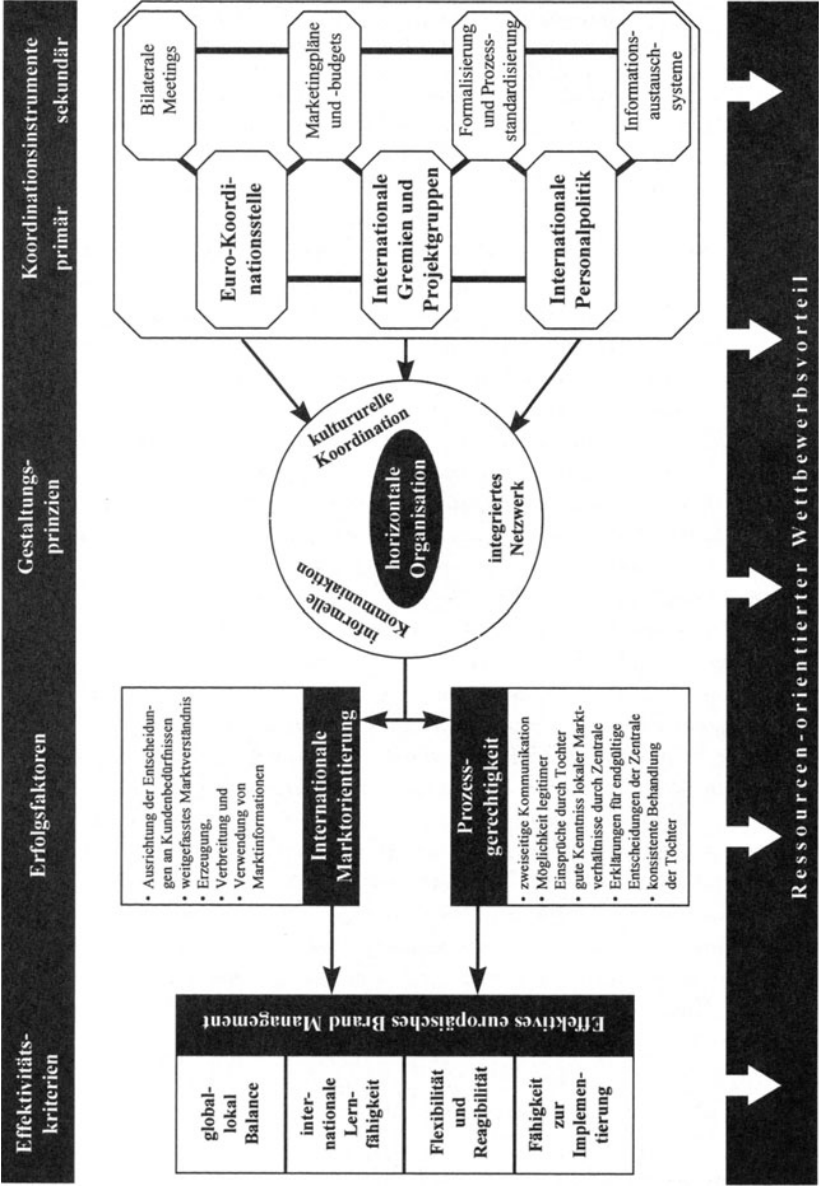 Effektivitäts-
kriterien
Erfolgsfaktoren
Gestaltungs-
prinzien
Koordinationsinstrumente
primär
sekundär
global-
lokal
Balance
inter-
nationale
Lern-
fähigkeit
Flexibilität
und
Reagibilität
Fähigkeit
zur
Implemen-
tierung
Effektives europäisches Brand Management
• Ausrichtung der Entscheidun-
gen an Kundenbedürfnissen
• weitgefasstes Marktverständnis
• Erzeugung,
• Verbreitung und
• Verwendung von
Marktinformationen
Internationale
Marktorientierung
Prozess-
gerechtigkeit
• zweiseitige Kommunikation
• Möglichkeit legitimer
Einsprüche durch Tochter
• gute Kenntniss lokaler Markt-
verhältnisse durch Zentrale
• Erklärungen für endgültige
Entscheidungen der Zentrale
• konsistente Behandlung
der Töchter
informelle
Kommuniaktion
kultururelle
Koordination
horizontale
Organisation
integriertes
Netzwerk
Euro-Koordi-
nationsstelle
Internationale
Gremien und
Projektgruppen
Internationale
Personalpolitik
Bilaterale
Meetings
Marketingpläne
und -budgets
Formalisierung
und Prozess-
standardisierung
Informations-
austausch-
systeme
Ressourcen-orientierter Wettbewerbsvorteil